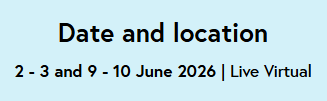 Date and location
2 - 3 and 9 - 10 June 2026 | Live Virtual